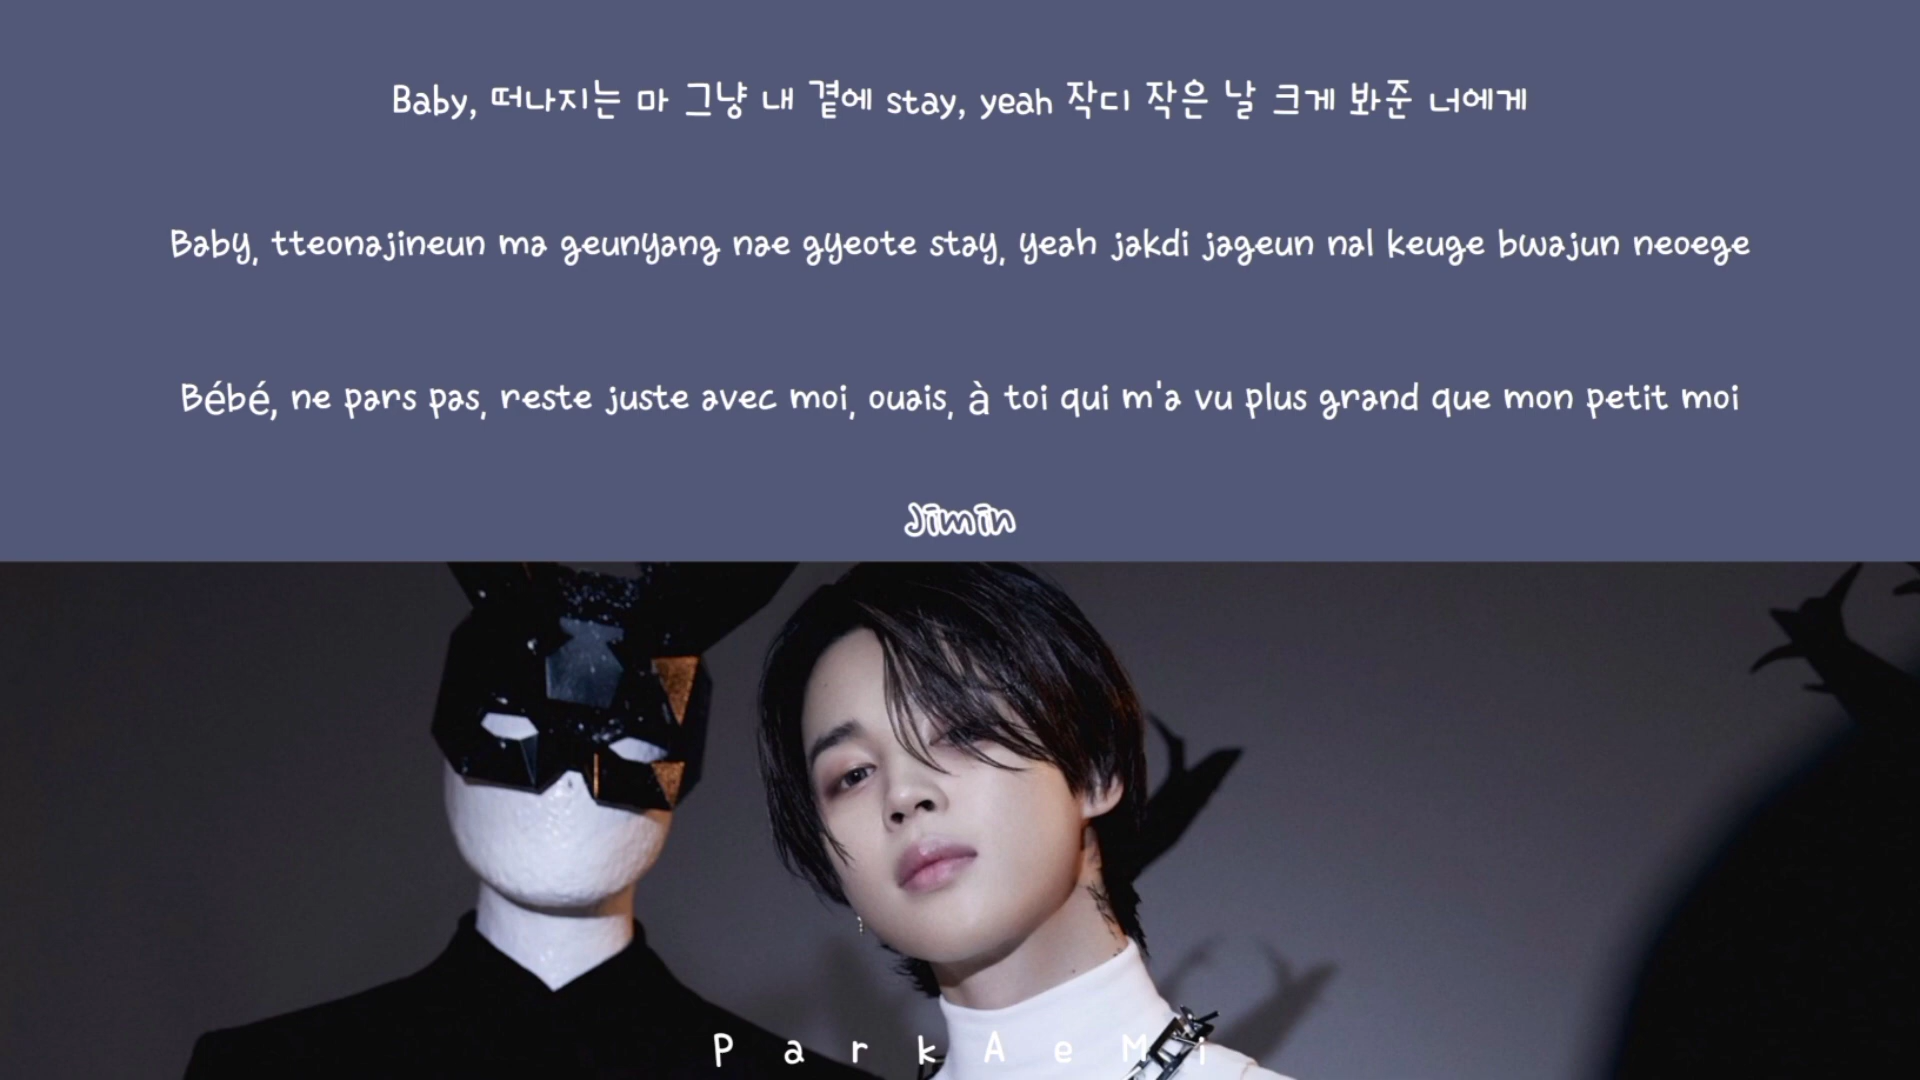 Baby, 떠나지는 마 그냥 내 곁에 stay, yeah 작디 작은 날 크게 봐준 너에게
Baby, tteonajineun ma geunyang nae gyeote stay, yeah jakdi jageun nal keuge bwajun neoege
Bébé, ne pars pas, reste juste avec moi, ouais, à toi qui m'a vu plus grand que mon petit moi
Jimin
ParkAeMi